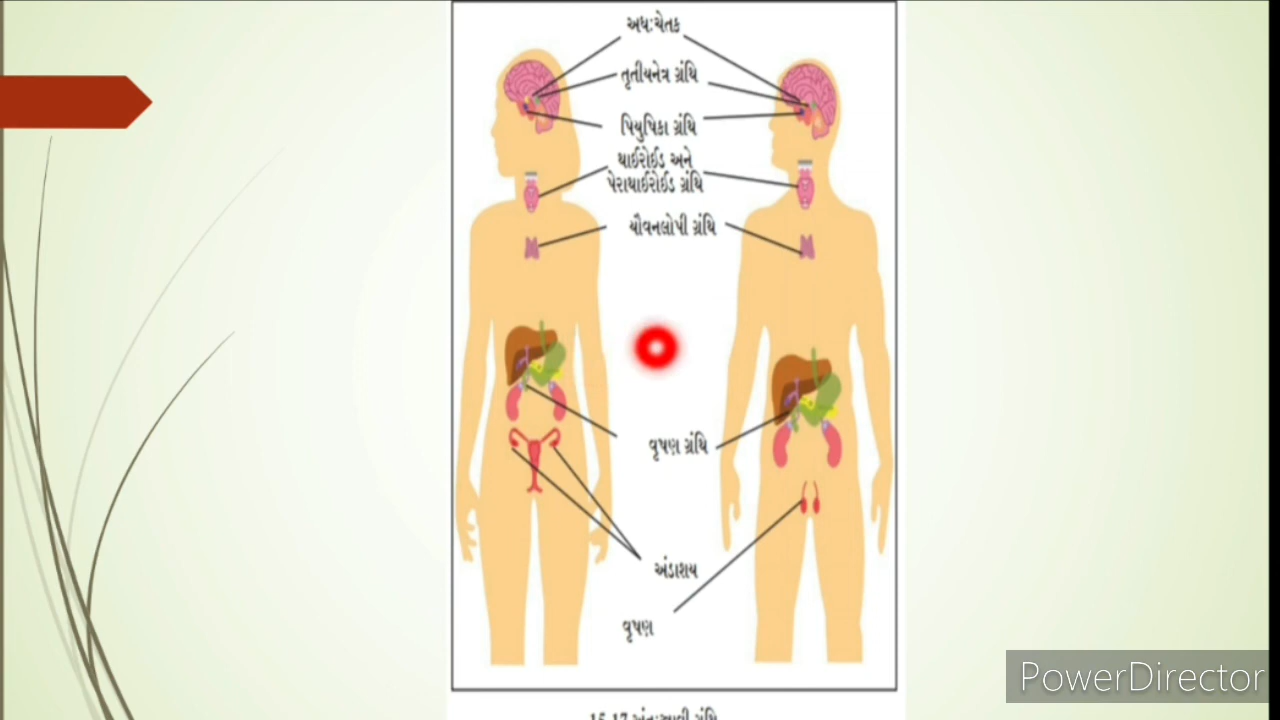 અધઃચેતક
તૃતીયનેત્ર ગ્રંથિ
પિયુષિકા ગ્રંથિ
થાઈરોઈડ અને
પેરાથાઈરોઈડ ગ્રંથિ
યૌવનલોપી ગ્રંથિ
વૃષણ ગ્રંથિ
અંડાશય
વૃષણ
PowerDirector